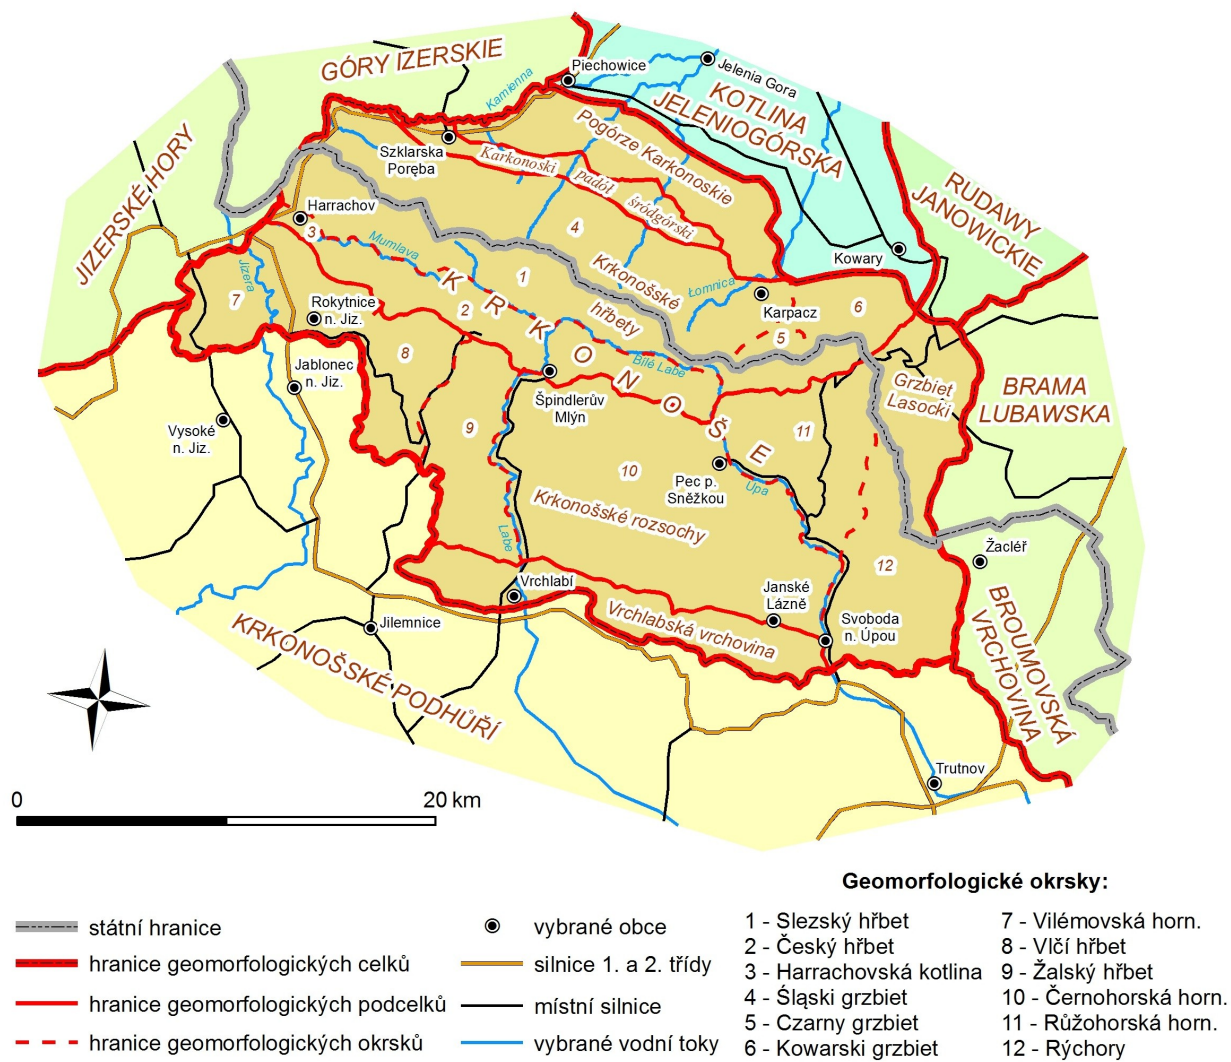 GÓRY IZERSKIE
Piechowice
Jelenia Gora
Kamienna
KOTLINA
JELENIOGÓRSKA
Pogórze Karkonoskie
Szklarska
Poręba
Karkonoski
padół
śródgórski
JIZERSKÉ HORY
RUDAWY
JANOWICKIE
Harrachov
3
4
Mumlava
Kowary
Krkonošské
hřbety
Jizera
7
1
Łomnica
Karpacz
6
5
Rokytnice
n. Jiz.
2
KRKONOŠE
8
Bílé Labe
Jablonec
n. Jiz.
Špindlerův
Mlýn
Grzbiet
Lasocki
BRAMA
LUBAWSKA
Vysoké
n. Jiz.
9
11
10
Pec p.
Sněžkou
Úpa
Krkonošské rozsochy
Labe
Žacléř
12
Vrchlabí
Janské
Lázně
Svoboda
n. Úpou
Vrchlabská vrchovina
Jilemnice
KRKONOŠSKÉ PODHŮŘÍ
BROUMOVSKÁ
VRCHOVINA
Trutnov
0
20 km
Geomorfologické okrsky:
státní hranice
hranice geomorfologických celků
hranice geomorfologických podcelků
hranice geomorfologických okrsků
vybrané obce
silnice 1. a 2. třídy
místní silnice
vybrané vodní toky
1 - Slezský hřbet
2 - Český hřbet
3 - Harrachovská kotlina
4 - Śląski grzbiet
5 - Czarny grzbiet
6 - Kowarski grzbiet
7 - Vilémovská horn.
8 - Vlčí hřbet
9 - Žalský hřbet
10 - Černohorská horn.
11 - Růžohorská horn.
12 - Rýchory